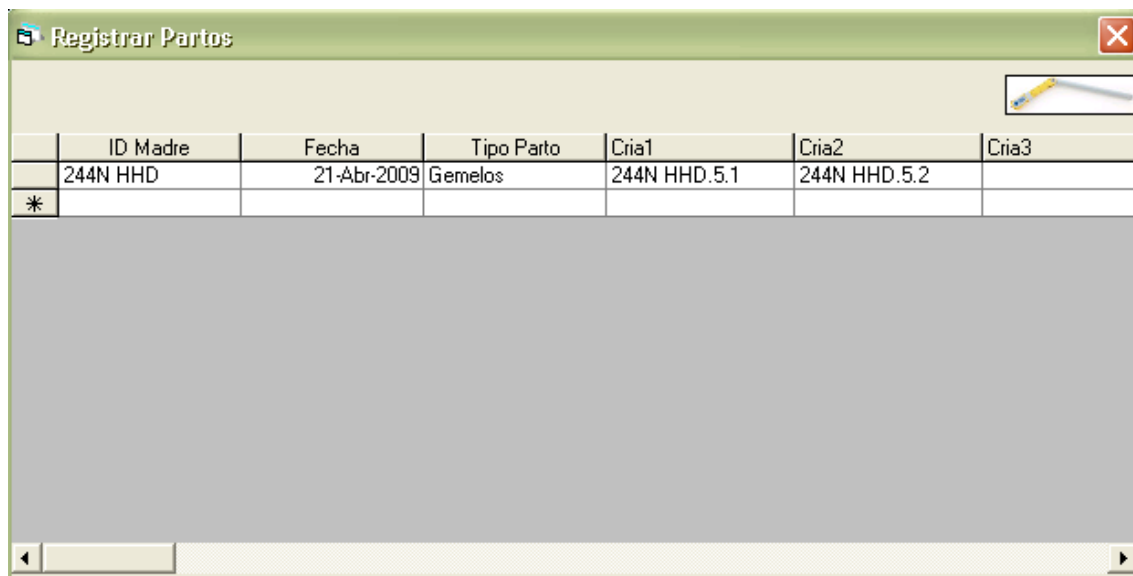 Registrar Partos
ID Madre Fecha Tipo Parto Cria1 Cria2 Cria3
244N HHD 21-Abr-2009 Gemelos 244N HHD.5.1 244N HHD.5.2